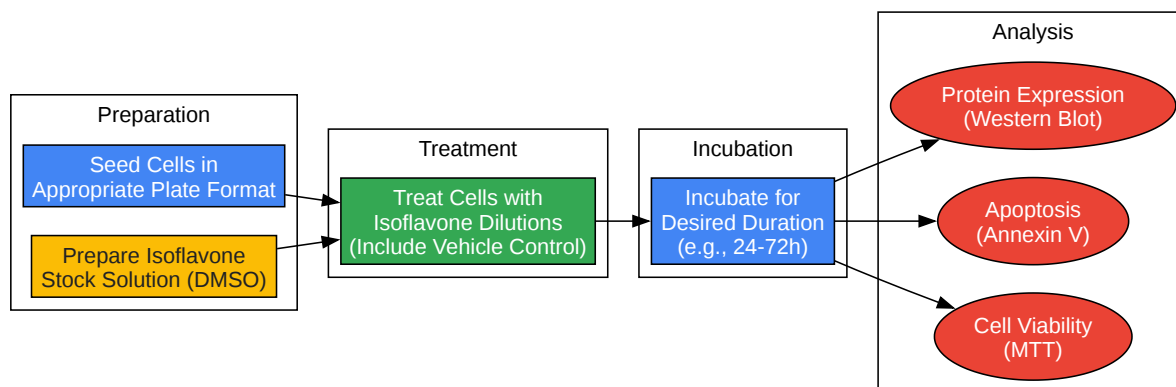 Preparation
Seed Cells in
Appropriate Plate Format
Prepare Isoflavone
Stock Solution (DMSO)
Treatment
Treat Cells with
Isoflavone Dilutions
(Include Vehicle Control)
Incubation
Incubate for
Desired Duration
(e.g., 24-72h)
Analysis
Protein Expression
(Western Blot)
Apoptosis
(Annexin V)
Cell Viability
(MTT)